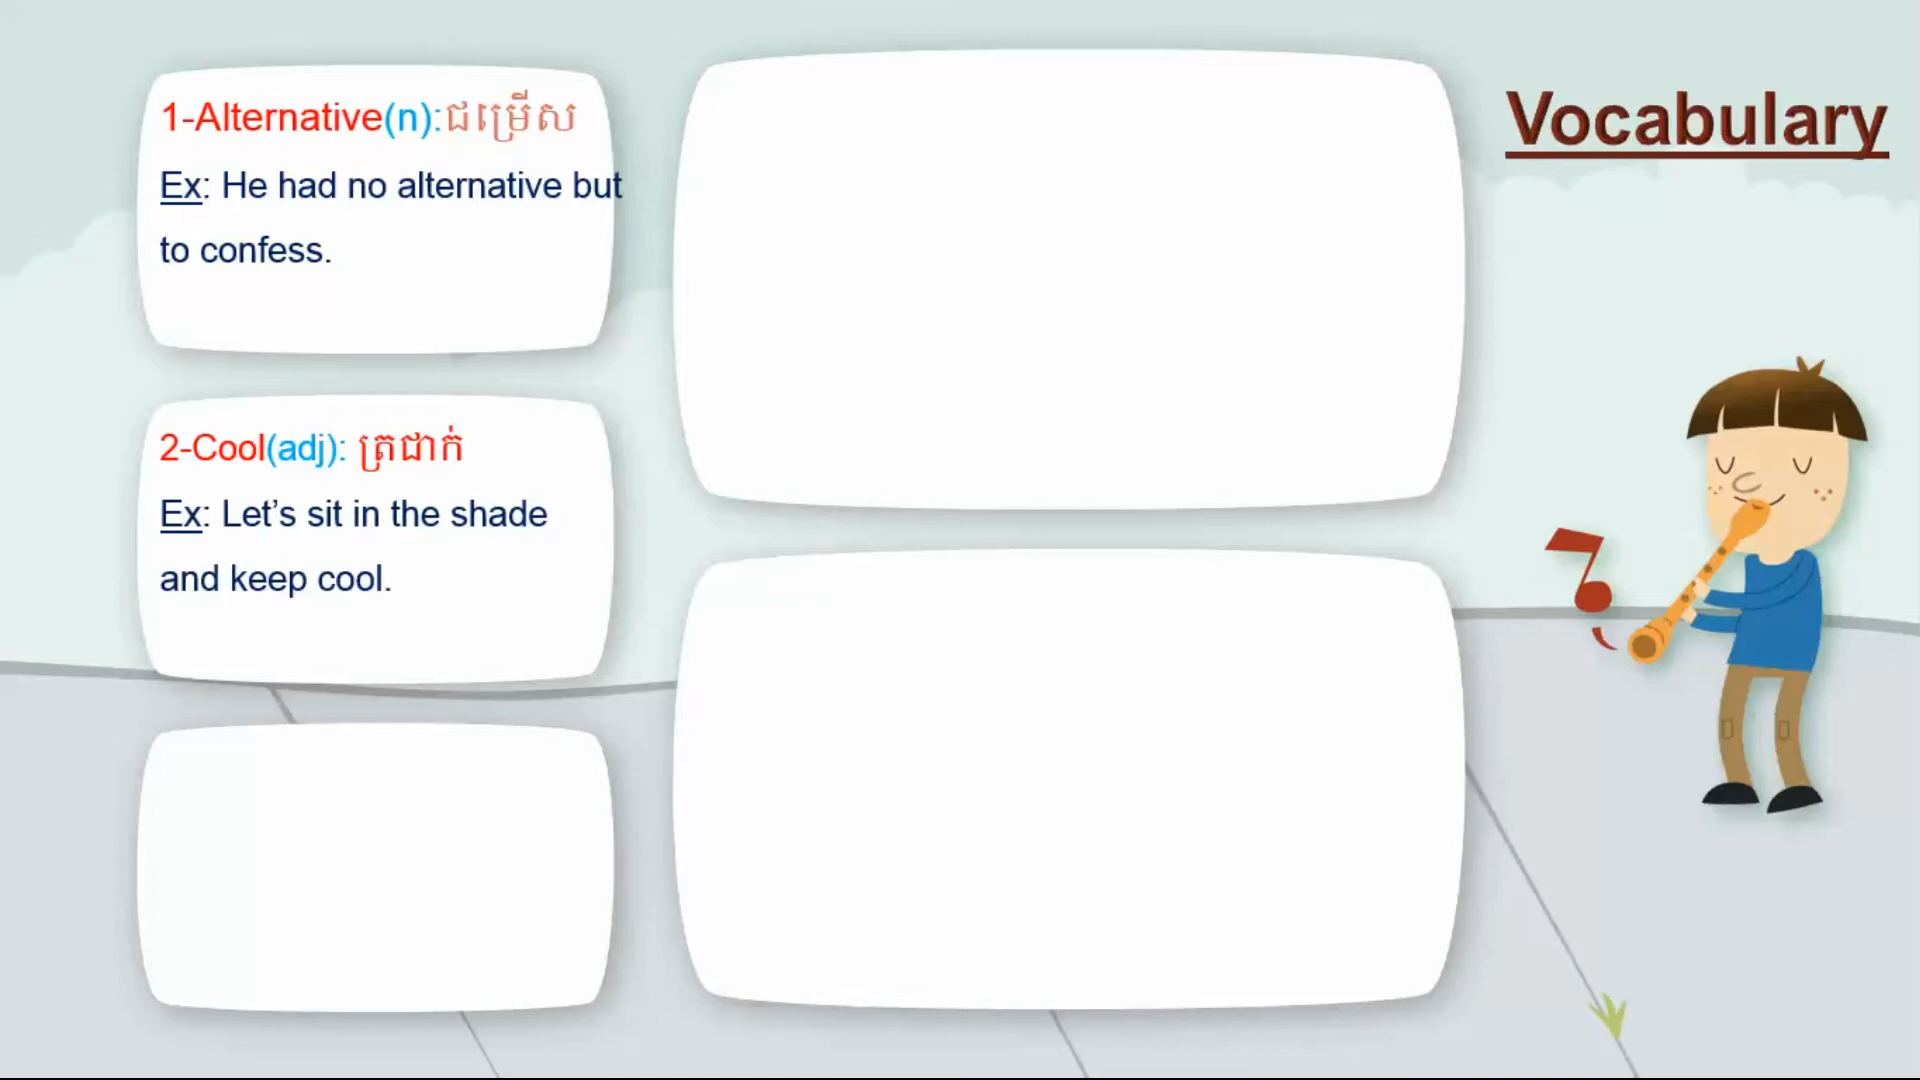 1-Alternative(n):ជម្រើស
Ex: He had no alternative but
to confess.
2-Cool(adj): ត្រជាក់
Ex: Let’s sit in the shade
and keep cool.
Vocabulary